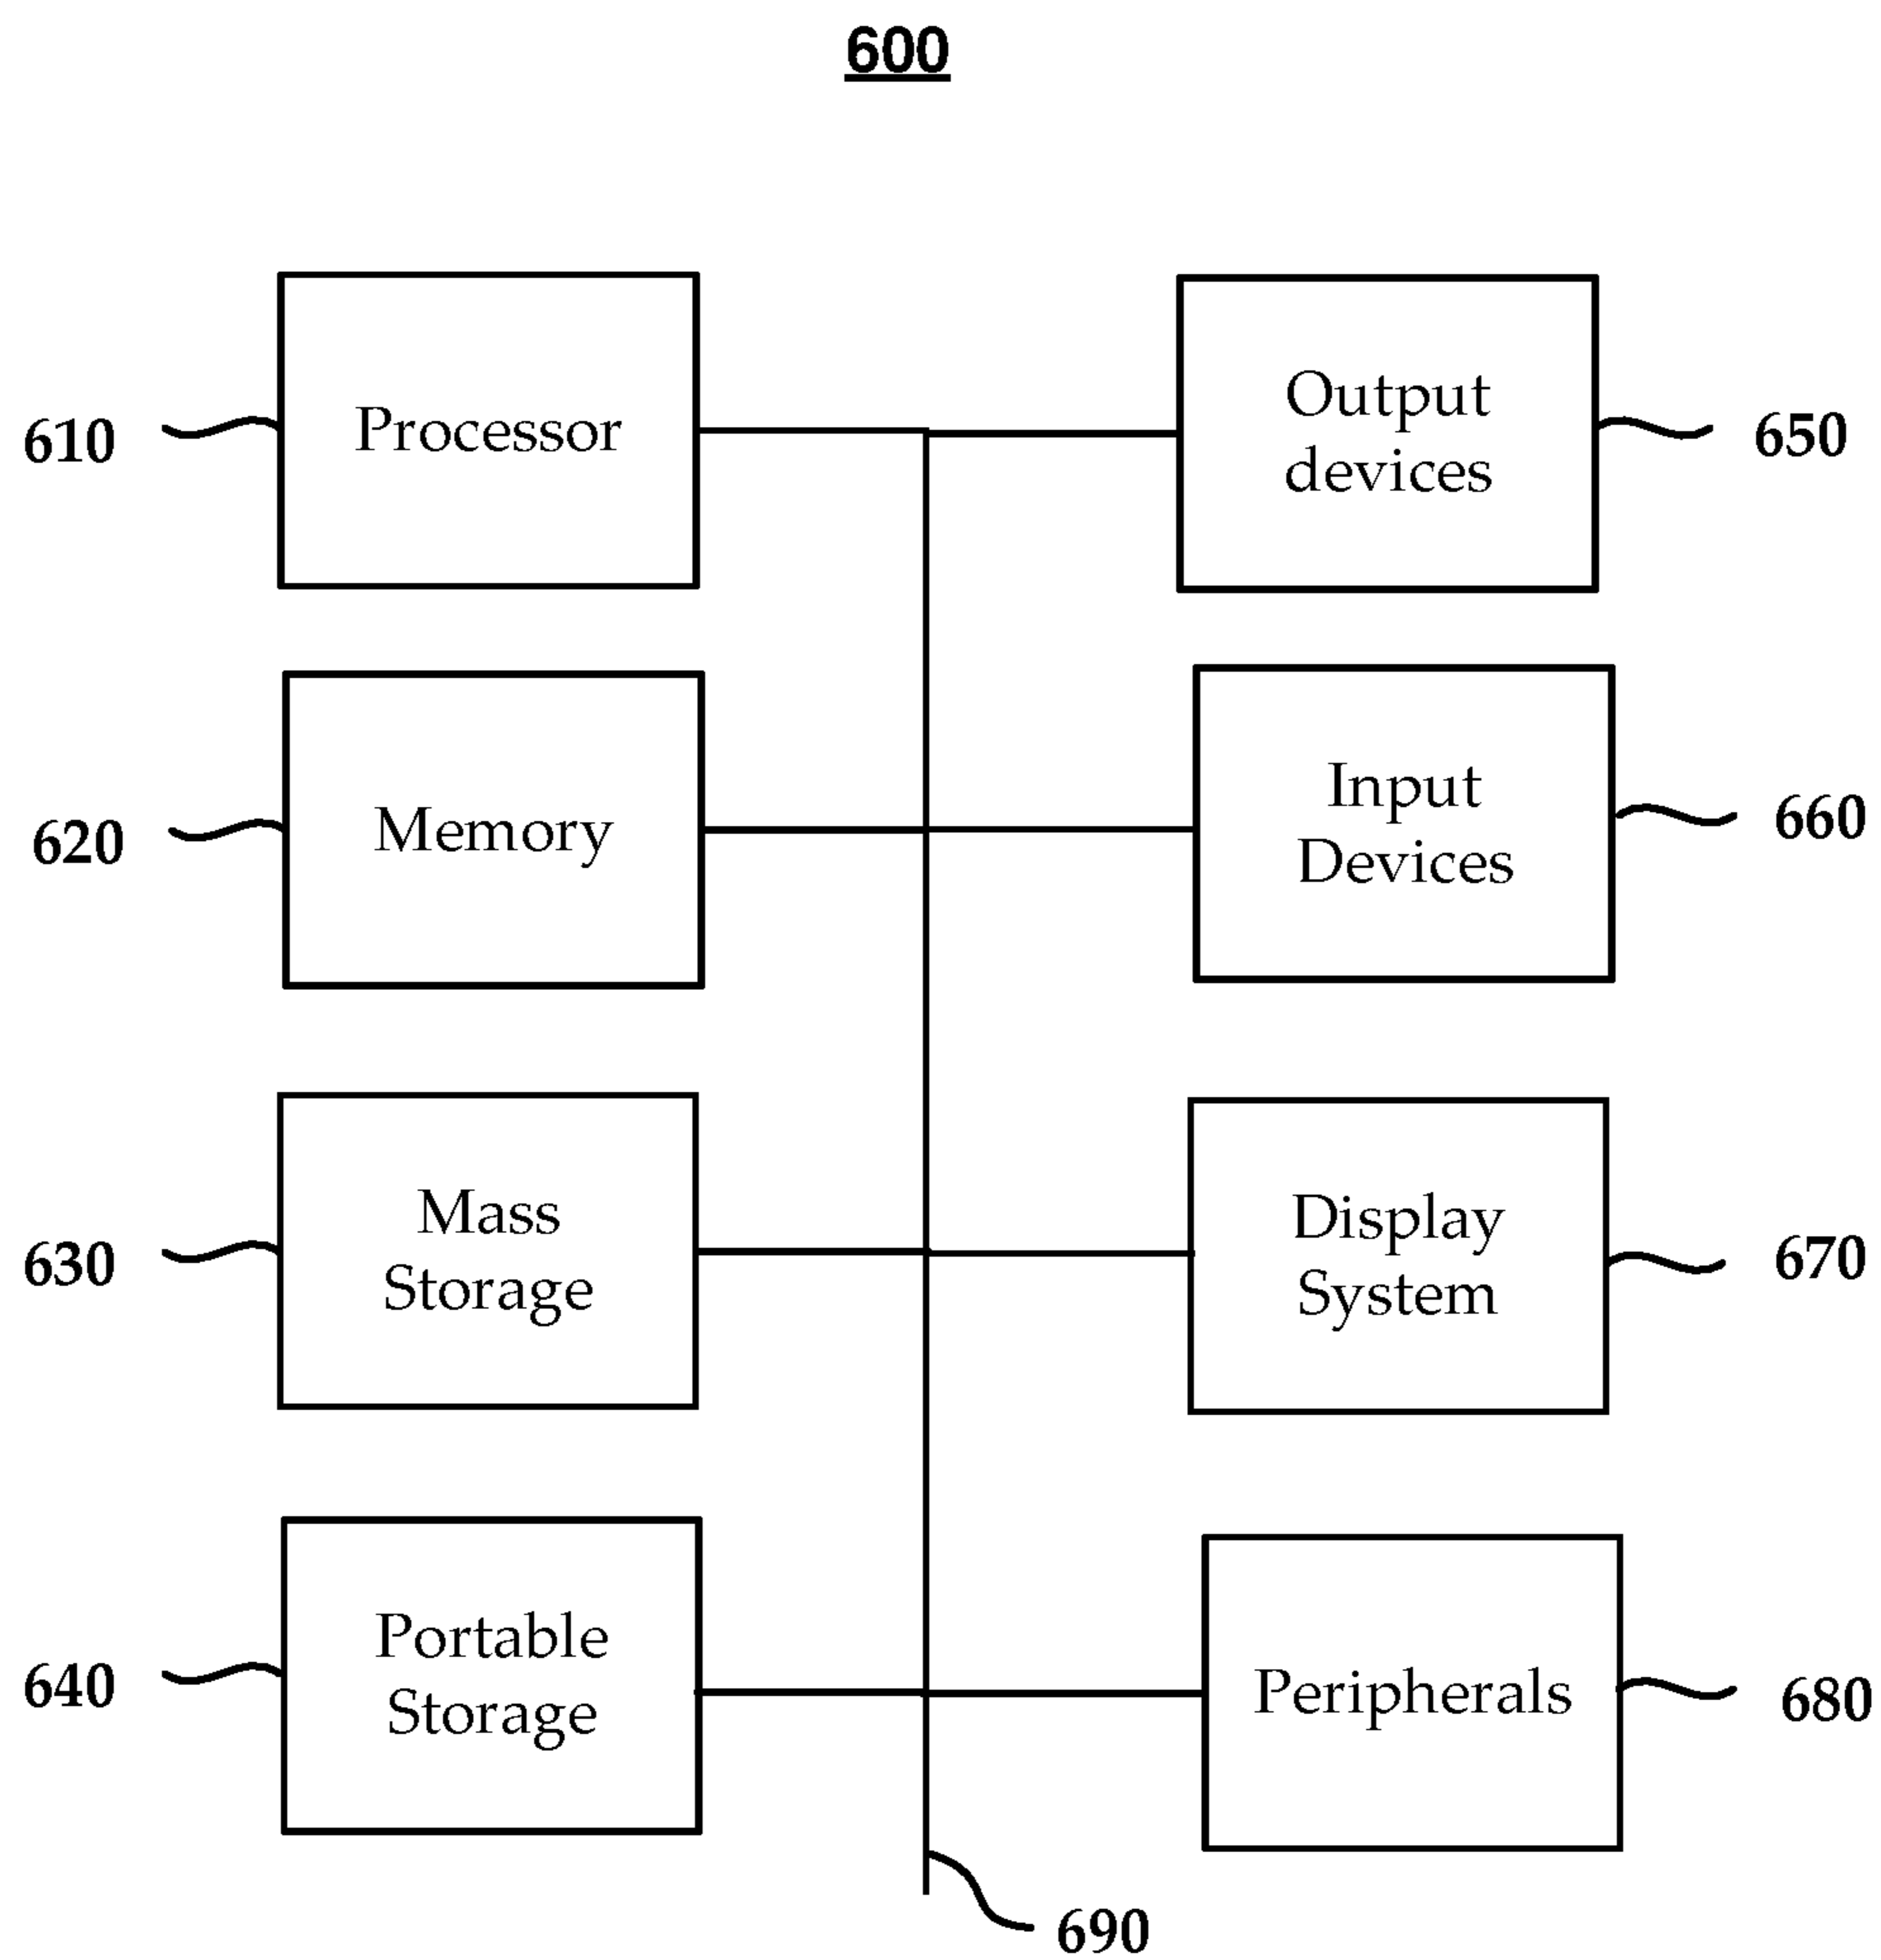 600
610
Processor
Output
devices
650
620
Memory
Input
Devices
660
630
Mass
Storage
Display
System
670
640
Portable
Storage
Peripherals
680
690